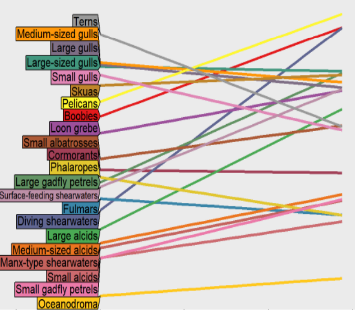 Terns
Medium-sized gulls
Large gulls
Large-sized gulls
Small gulls
Skuas
Pelicans
Boobies
Loon grebe
Small albatrosses
Cormorants
Phalaropes
Large gadfly petrels
Surface-feeding shearwaters
Fulmars
Diving shearwaters
Large alcids
Medium-sized alcids
Manx-type shearwaters
Small acids
Small gadfly petrels
Oceanodroma